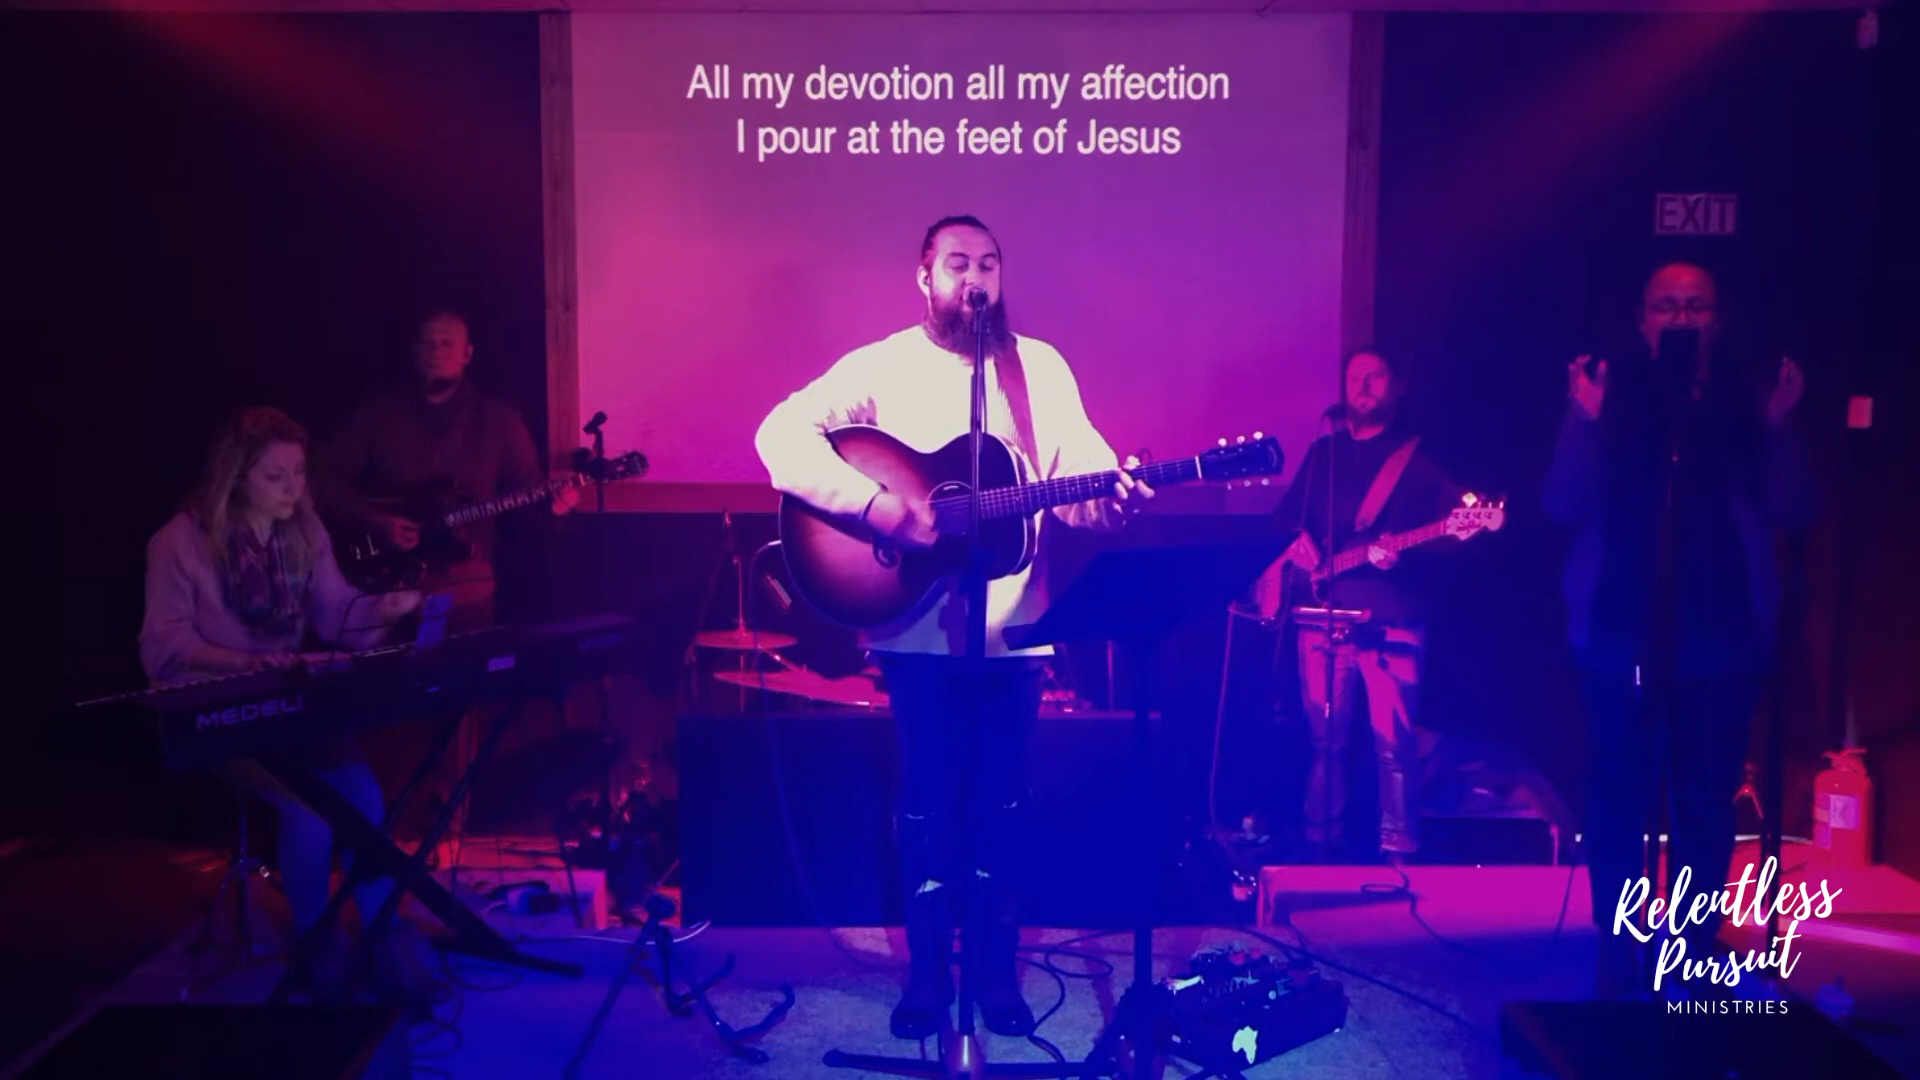 All my devotion all my affection
I pour at the feet of Jesus
EXIT
MEDELI
Relentless
Pursuit
MINISTRIES